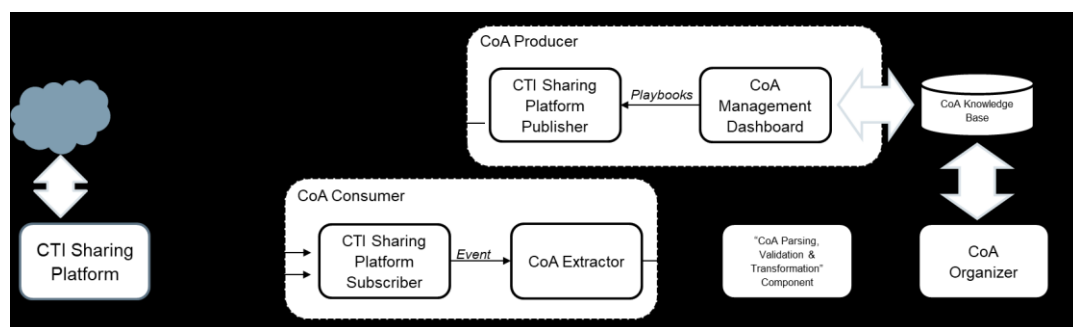 CoA Producer
CTI Sharing
Platform
Publisher
Playbooks
CoA
Management
Dashboard
CoA Knowledge
Base
CoA Consumer
CTI Sharing
Platform
CTI Sharing
Platform
Subscriber
Event
CoA Extractor
"CoA Parsing,
Validation &
Transformation"
Component
CoA
Organizer